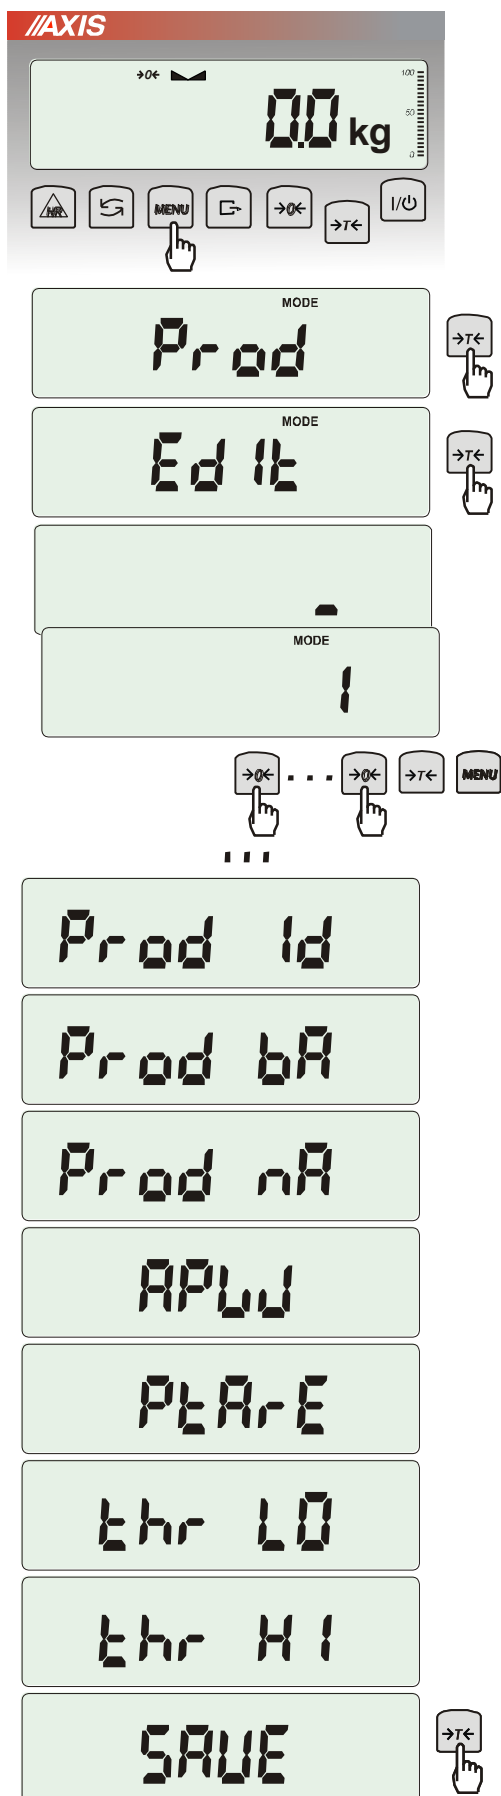 AXIS
→0←
100
0.0 kg
50
0
HR MENU →0← →T← I/
MODE
Prod
→T←
MODE
Edit
→T←
-
MODE
1
→0← . . . →0← →T← MENU
...
Prod Id
Prod bA
Prod nA
APW
PtArE
thr LO
thr HI
SAVE
→T←